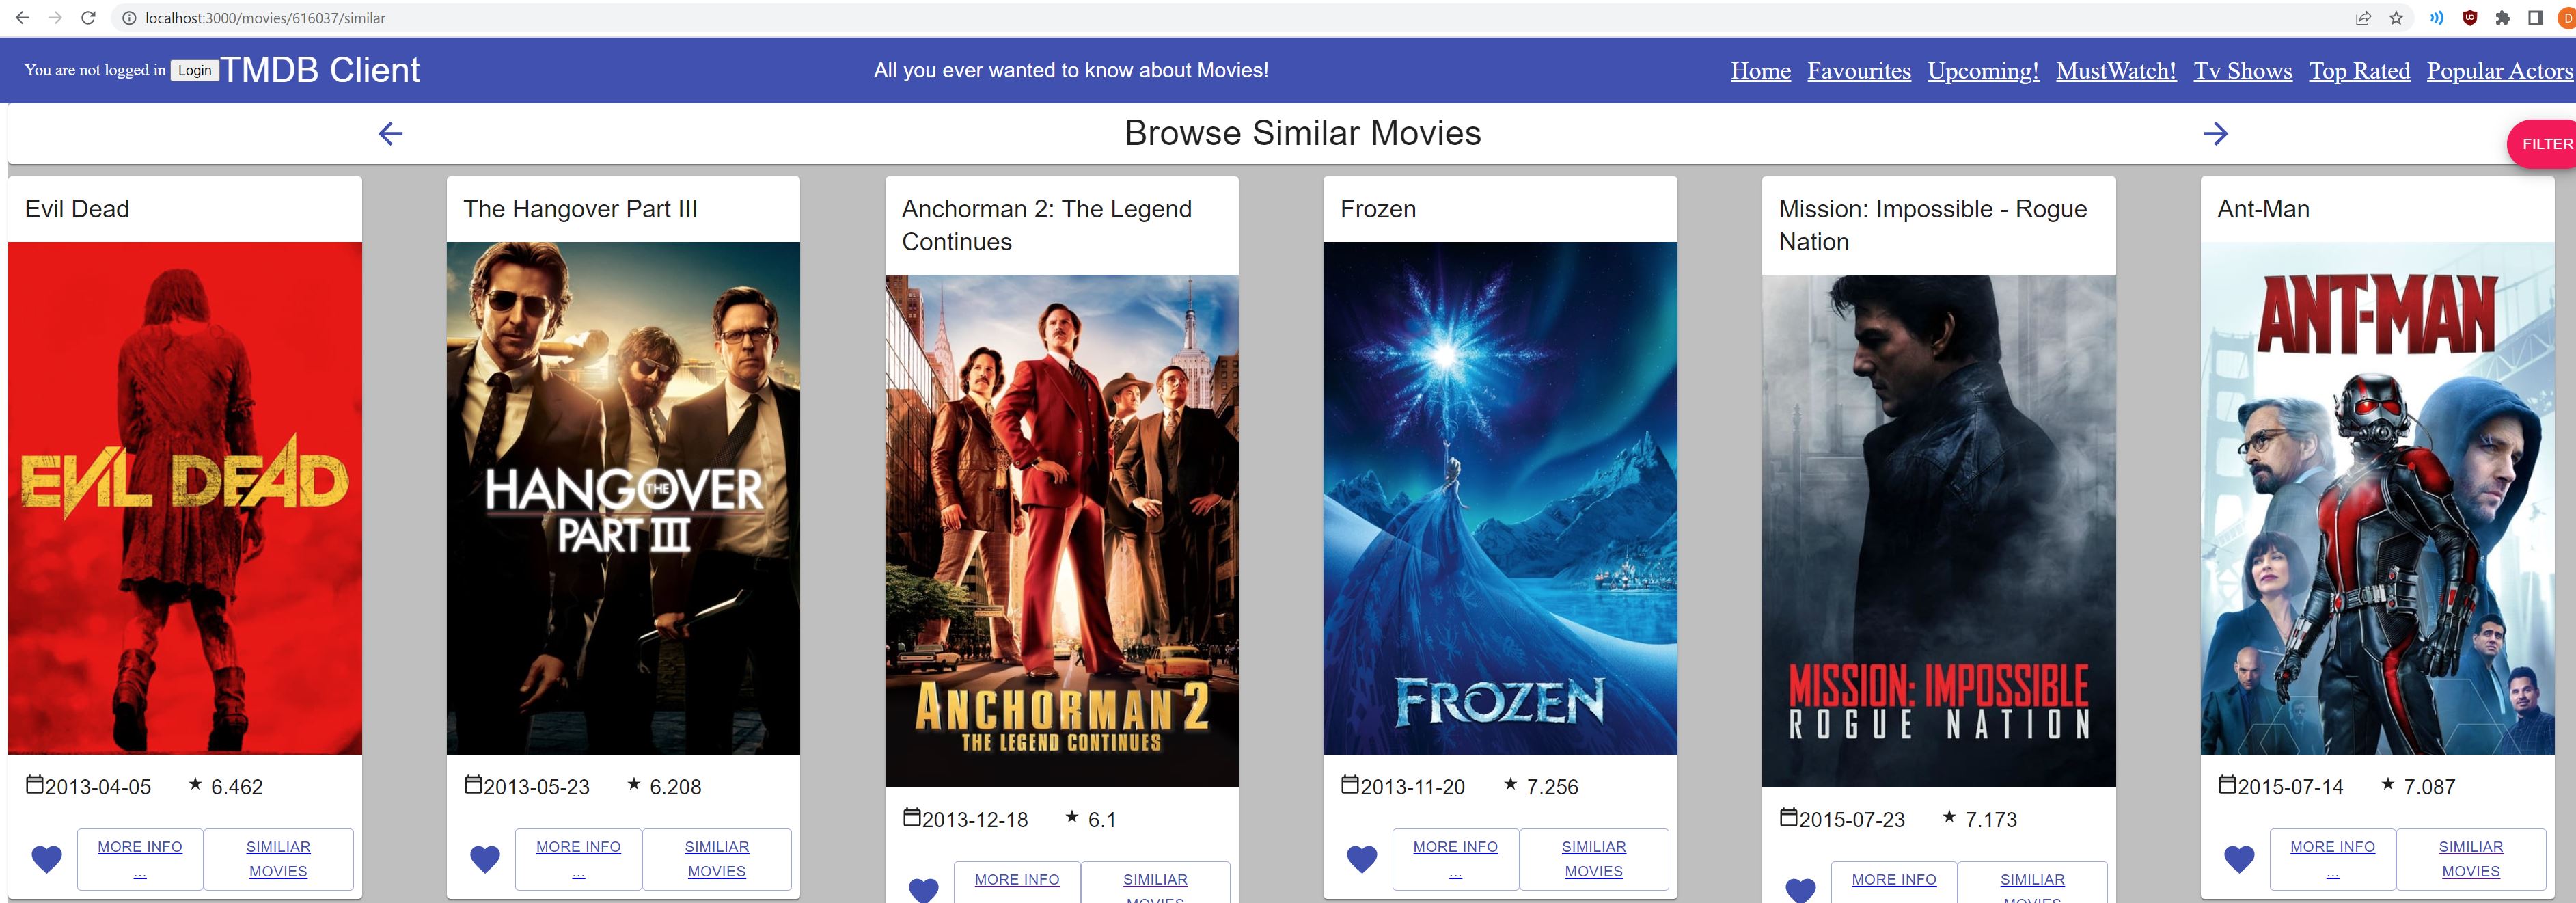 localhost:3000/movies/616037/similar
D
You are not logged in Login TMDB Client
All you ever wanted to know about Movies!
Home Favourites Upcoming! MustWatch! Tv Shows Top Rated Popular Actors
Browse Similar Movies
FILTER
Evil Dead
EVIL DEAD
2013-04-05 6.462
MORE INFO
...
SIMILIAR
MOVIES
The Hangover Part III
THE
HANGOVER
PART III
2013-05-23 6.208
MORE INFO
...
SIMILIAR
MOVIES
Anchorman 2: The Legend
Continues
ANCHORMAN 2
THE LEGEND CONTINUES
2013-12-18 6.1
MORE INFO
SIMILIAR
MOVIES
Frozen
FROZEN
2013-11-20 7.256
MORE INFO
...
SIMILIAR
MOVIES
Mission: Impossible - Rogue
Nation
MISSION: IMPOSSIBLE
ROGUE NATION
2015-07-23 7.173
MORE INFO
SIMILIAR
MOVIES
Ant-Man
ANT-MAN
2015-07-14 7.087
MORE INFO
...
SIMILIAR
MOVIES